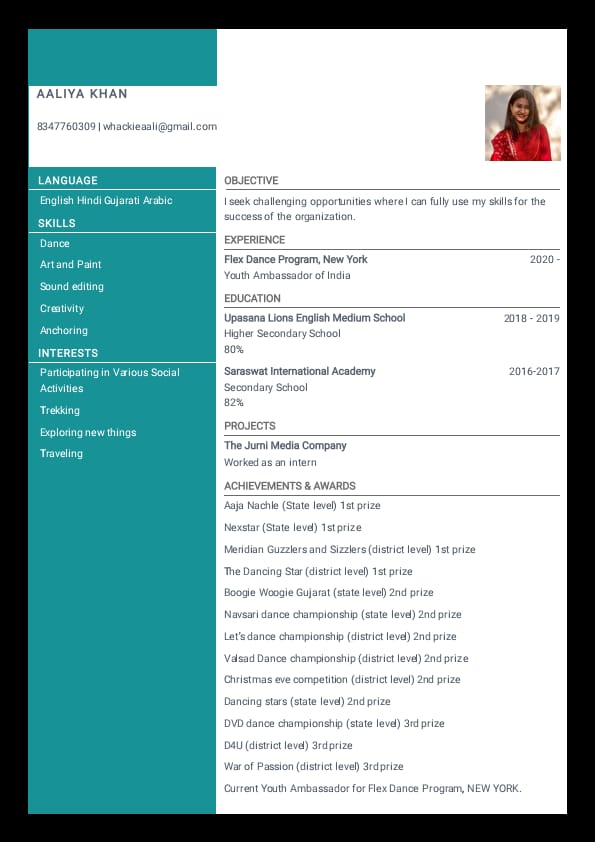 AALIYA KHAN
8347760309 | whackieaali@gmail.com
LANGUAGE
English Hindi Gujarati Arabic
SKILLS
Dance
Art and Paint
Sound editing
Creativity
Anchoring
INTERESTS
Participating in Various Social
Activities
Trekking
Exploring new things
Traveling
OBJECTIVE
I seek challenging opportunities where I can fully use my skills for the
success of the organization.
EXPERIENCE
Flex Dance Program, New York 2020 -
Youth Ambassador of India
EDUCATION
Upasana Lions English Medium School 2018 - 2019
Higher Secondary School
80%
Saraswat International Academy 2016-2017
Secondary School
82%
PROJECTS
The Jurni Media Company
Worked as an intern
ACHIEVEMENTS & AWARDS
Aaja Nachle (State level) 1st prize
Nexstar (State level) 1st prize
Meridian Guzzlers and Sizzlers (district level) 1st prize
The Dancing Star (district level) 1st prize
Boogie Woogie Gujarat (state level) 2nd prize
Navsari dance championship (state level) 2nd prize
Let's dance championship (district level) 2nd prize
Valsad Dance championship (district level) 2nd prize
Christmas eve competition (district level) 2nd prize
Dancing stars (state level) 2nd prize
DVD dance championship (state level) 3rd prize
D4U (district level) 3rd prize
War of Passion (district level) 3rd prize
Current Youth Ambassador for Flex Dance Program, NEW YORK.